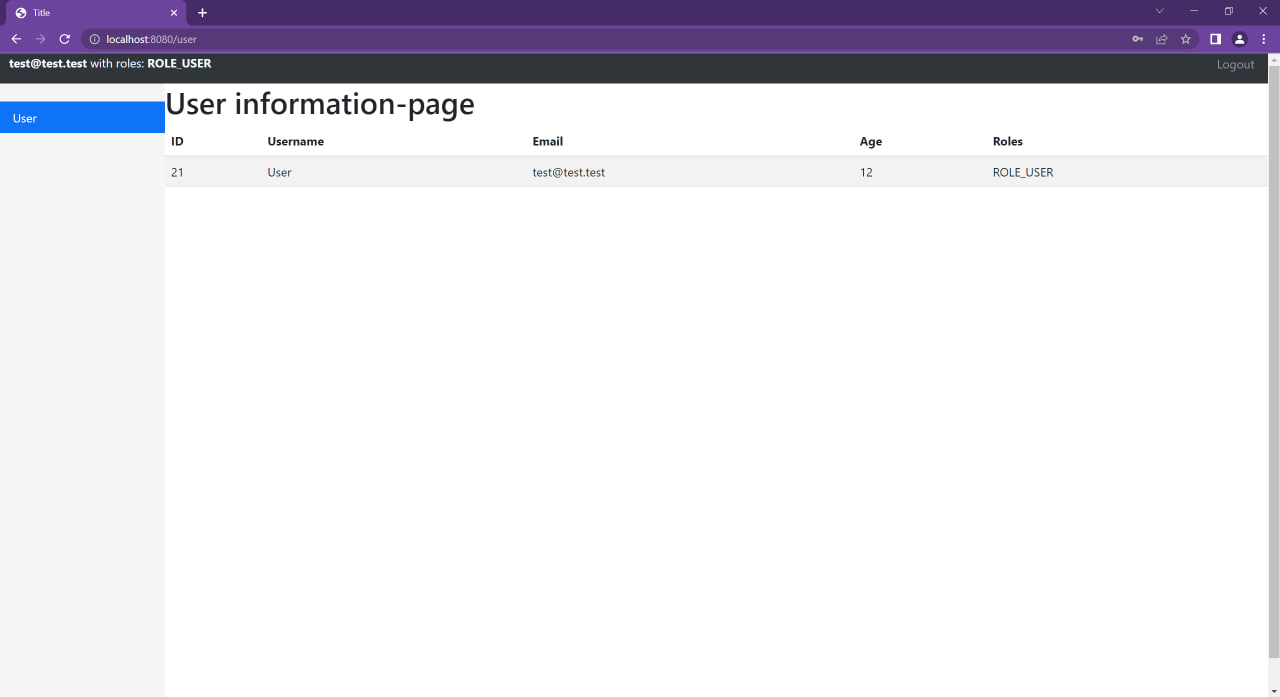 Title
localhost:8080/user
test@test.test with roles: ROLE_USER Logout
User
User information-page
ID Username Email Age Roles
21 User test@test.test 12 ROLE_USER